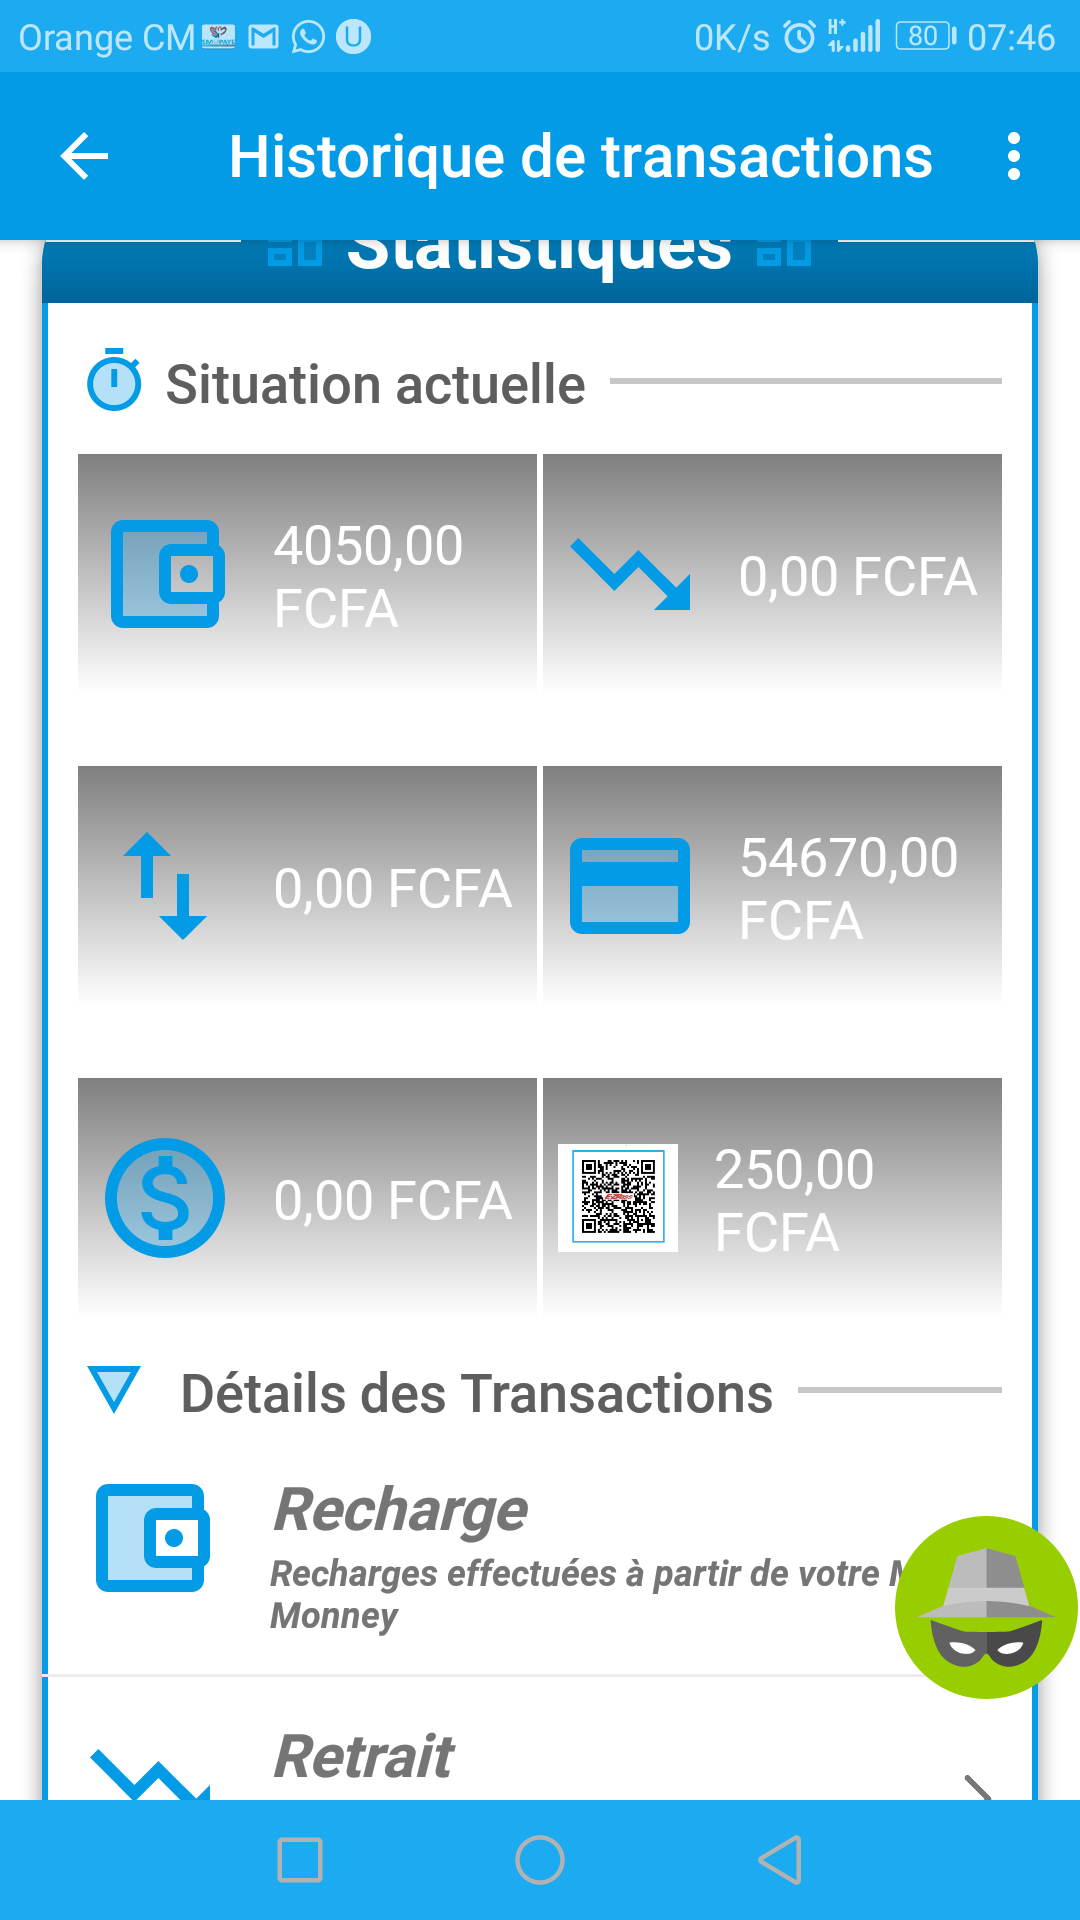 Orange CM 0K/s H+ 80 07:46
Historique de transactions
Statistiques
Situation actuelle
4050,00
FCFA
0,00 FCFA
0,00 FCFA
54670,00
FCFA
0,00 FCFA
250,00
FCFA
Détails des Transactions
Recharge
Recharges effectuées à partir de votre
Monney
Retrait